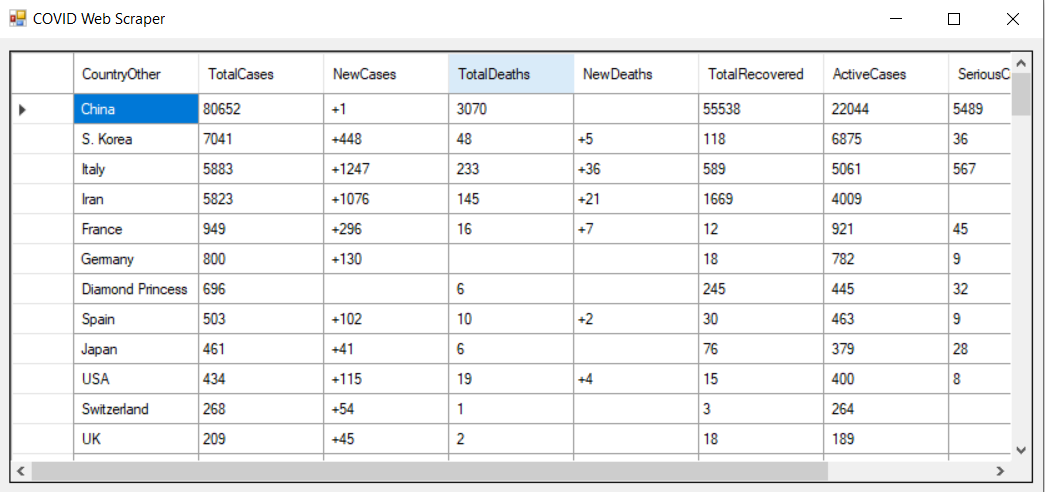 COVID Web Scraper
CountryOther TotalCases NewCases TotalDeaths NewDeaths TotalRecovered ActiveCases SeriousC
China 80652 +1 3070 55538 22044 5489
S. Korea 7041 +448 48 +5 118 6875 36
Italy 5883 +1247 233 +36 589 5061 567
Iran 5823 +1076 145 +21 1669 4009
France 949 +296 16 +7 12 921 45
Germany 800 +130 18 782 9
Diamond Princess 696 6 245 445 32
Spain 503 +102 10 +2 30 463 9
Japan 461 +41 6 76 379 28
USA 434 +115 19 +4 15 400 8
Switzerland 268 +54 1 3 264
UK 209 +45 2 18 189